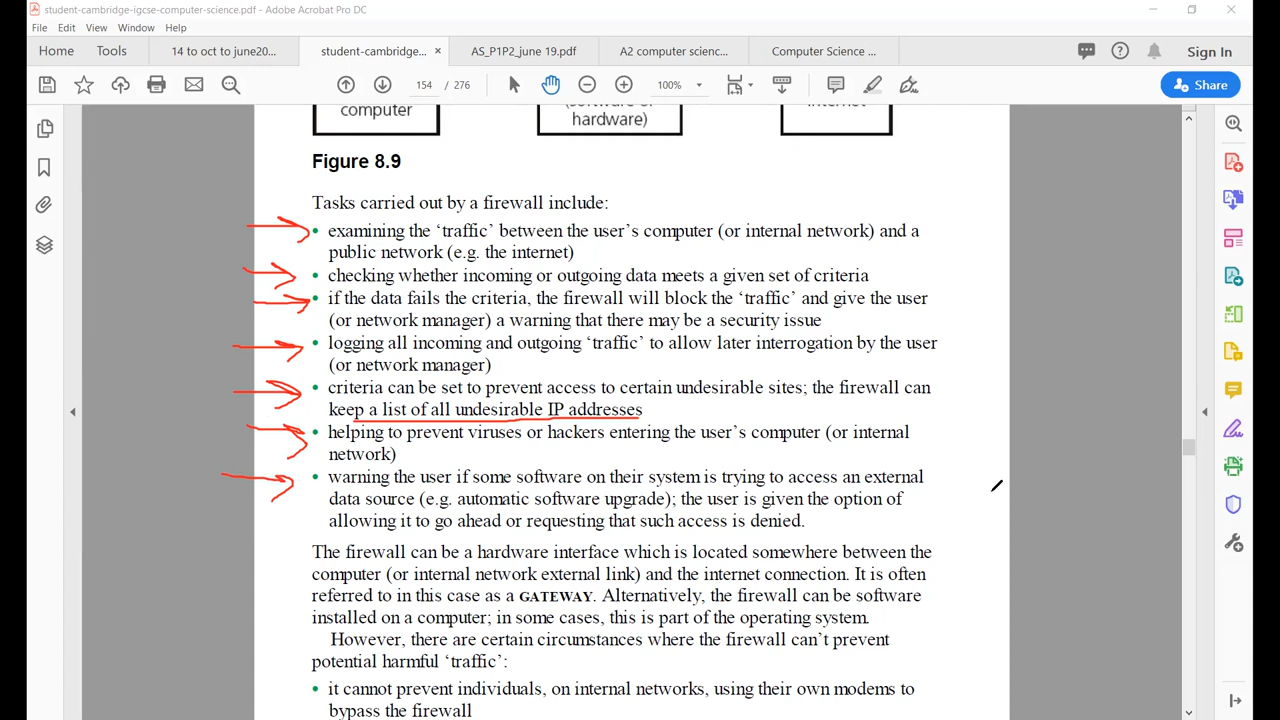 student-cambridge-igcse-computer-science.pdf - Adobe Acrobat Pro DC
File Edit View Window Help
Home Tools 14 to oct to june20... student-cambridge... × AS_P1P2_june 19.pdf A2 computer scienc... Computer Science ... Sign In
154 / 276 100% Share
computer (software or hardware) internet
Figure 8.9
Tasks carried out by a firewall include:
• examining the ‘traffic’ between the user’s computer (or internal network) and a
public network (e.g. the internet)
• checking whether incoming or outgoing data meets a given set of criteria
• if the data fails the criteria, the firewall will block the ‘traffic’ and give the user
(or network manager) a warning that there may be a security issue
• logging all incoming and outgoing ‘traffic’ to allow later interrogation by the user
(or network manager)
• criteria can be set to prevent access to certain undesirable sites; the firewall can
keep a list of all undesirable IP addresses
• helping to prevent viruses or hackers entering the user’s computer (or internal
network)
• warning the user if some software on their system is trying to access an external
data source (e.g. automatic software upgrade); the user is given the option of
allowing it to go ahead or requesting that such access is denied.
The firewall can be a hardware interface which is located somewhere between the
computer (or internal network external link) and the internet connection. It is often
referred to in this case as a GATEWAY. Alternatively, the firewall can be software
installed on a computer; in some cases, this is part of the operating system.
However, there are certain circumstances where the firewall can’t prevent
potential harmful ‘traffic’:
• it cannot prevent individuals, on internal networks, using their own modems to
bypass the firewall